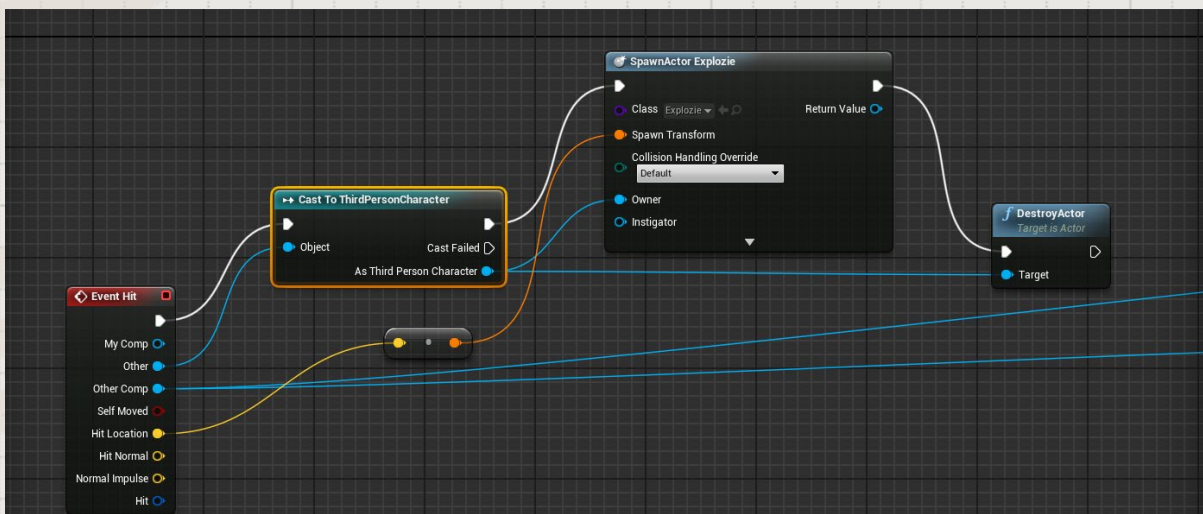 SpawnActor Explozie
Class Explozie
Return Value
Spawn Transform
Collision Handling Override
Default
Owner
Instigator
Cast To ThirdPersonCharacter
Object
Cast Failed
As Third Person Character
DestroyActor
Target is Actor
Target
Event Hit
My Comp
Other
Other Comp
Self Moved
Hit Location
Hit Normal
Normal Impulse
Hit